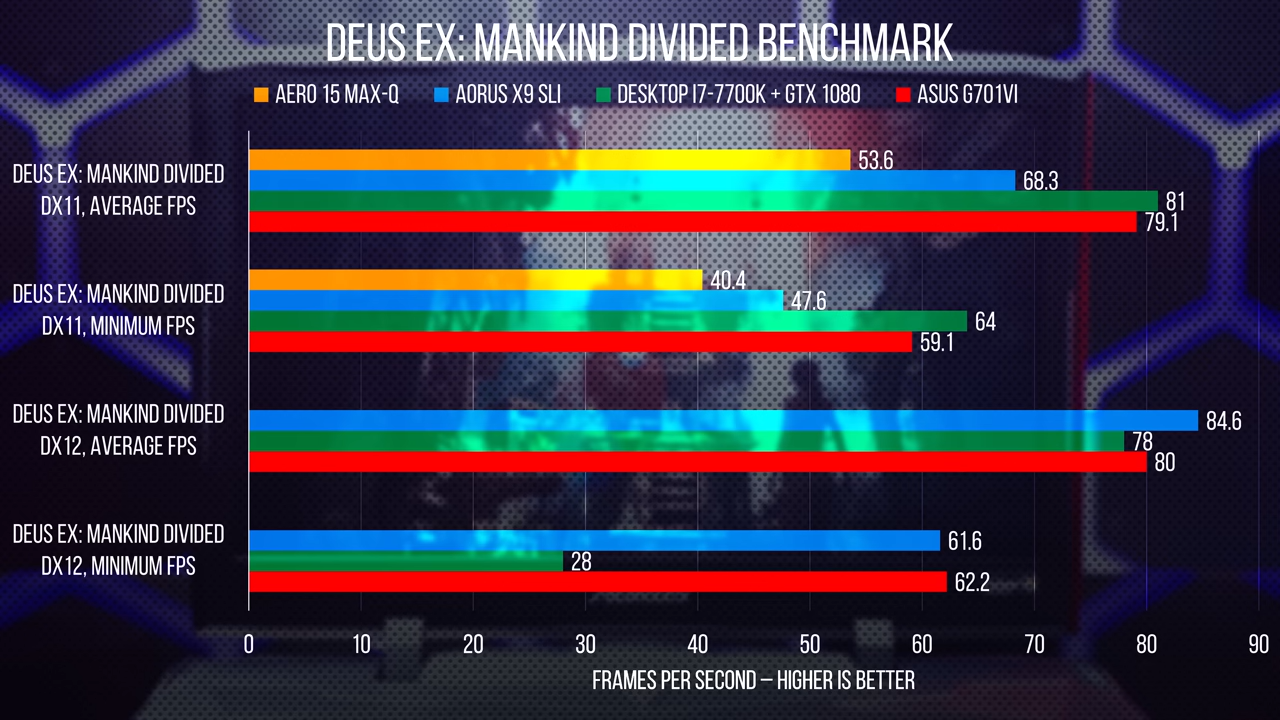 DEUS EX: MANKIND DIVIDED BENCHMARK
AERO 15 MAX-Q AORUS X9 SLI DESKTOP I7-7700K + GTX 1080 ASUS G701VI
DEUS EX: MANKIND DIVIDED
DX11, AVERAGE FPS
53.6
68.3
81
79.1
DEUS EX: MANKIND DIVIDED
DX11, MINIMUM FPS
40.4
47.6
64
59.1
DEUS EX: MANKIND DIVIDED
DX12, AVERAGE FPS
84.6
78
80
DEUS EX: MANKIND DIVIDED
DX12, MINIMUM FPS
61.6
28
62.2
0 10 20 30 40 50 60 70 80 90
FRAMES PER SECOND – HIGHER IS BETTER